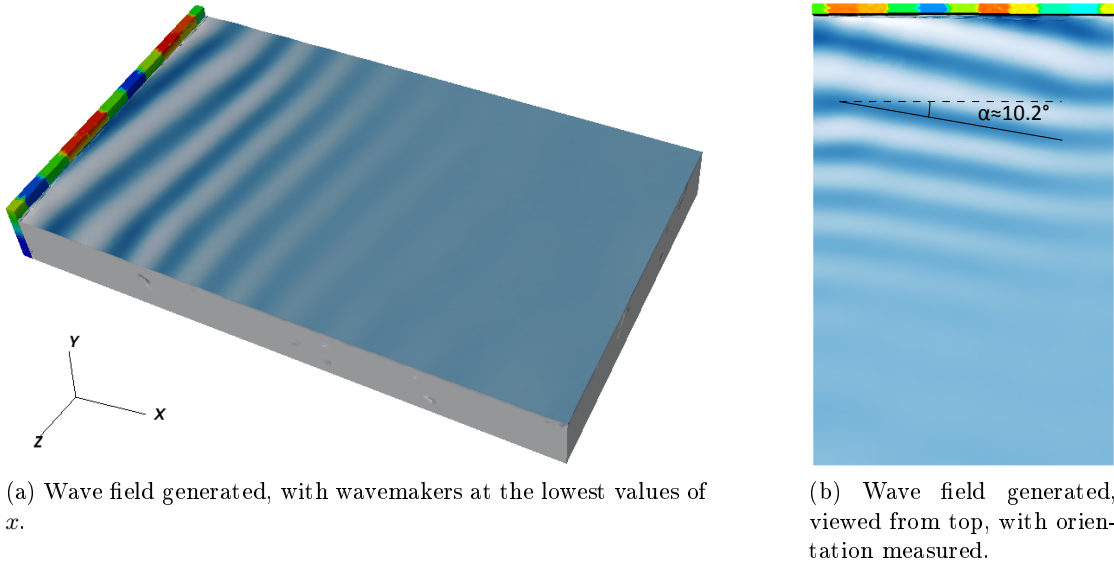 α≈10.2°
Y
X
Z
(a) Wave field generated, with wavemakers at the lowest values of
x.
(b) Wave field generated,
viewed from top, with orien-
tation measured.